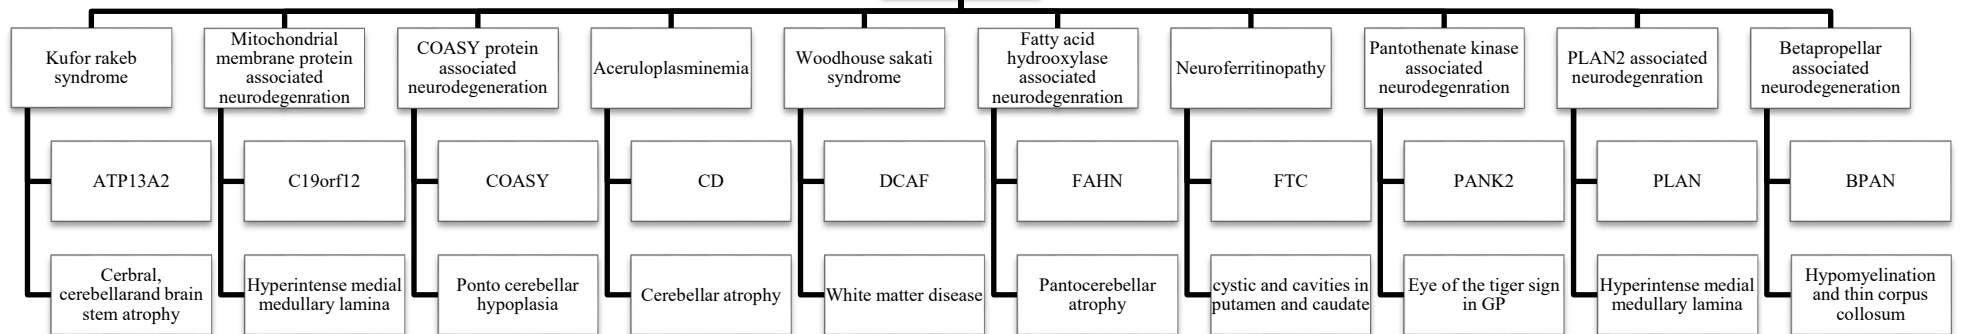 Kufor rakeb
syndrome
Mitochondrial
membrane protein
associated
neurodegenration
COASY protein
associated
neurodegeneration
Aceruloplasminemia
Woodhouse sakati
syndrome
Fatty acid
hydrooxylase
associated
neurodegenration
Neuroferritinopathy
Pantothenate kinase
associated
neurodegenration
PLAN2 associated
neurodegenration
Betapropellar
associated
neurodegeneration
ATP13A2
C19orf12
COASY
CD
DCAF
FAHN
FTC
PANK2
PLAN
BPAN
Cerbral,
cerebellarand brain
stem atrophy
Hyperintense medial
medullary lamina
Ponto cerebellar
hypoplasia
Cerebellar atrophy
White matter disease
Pantocerebellar
atrophy
cystic and cavities in
putamen and caudate
Eye of the tiger sign
in GP
Hyperintense medial
medullary lamina
Hypomyelination
and thin corpus
collosum